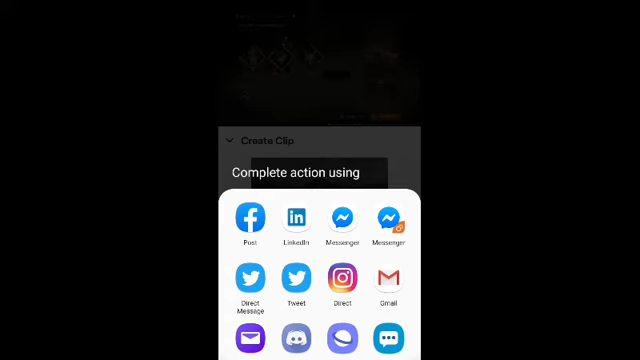 Create Clip
Complete action using
Post
LinkedIn
Messenger
Messenger
Direct
Message
Tweet
Direct
Gmail